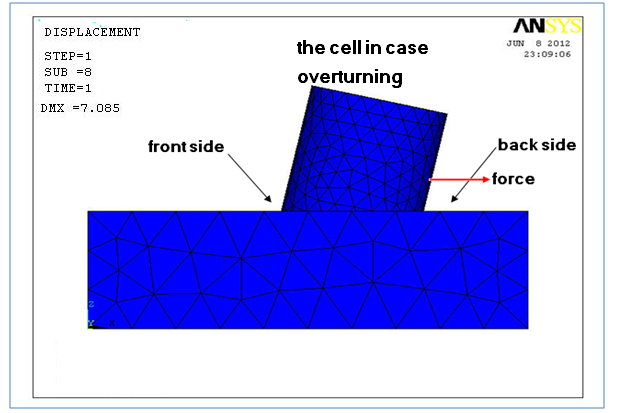 DISPLACEMENT
STEP=1
SUB =8
TIME=1
DMX =7.085
ANSYS
JUN 8 2012
23:09:06
the cell in case
overturning
front side
back side
force
Z
Y
X